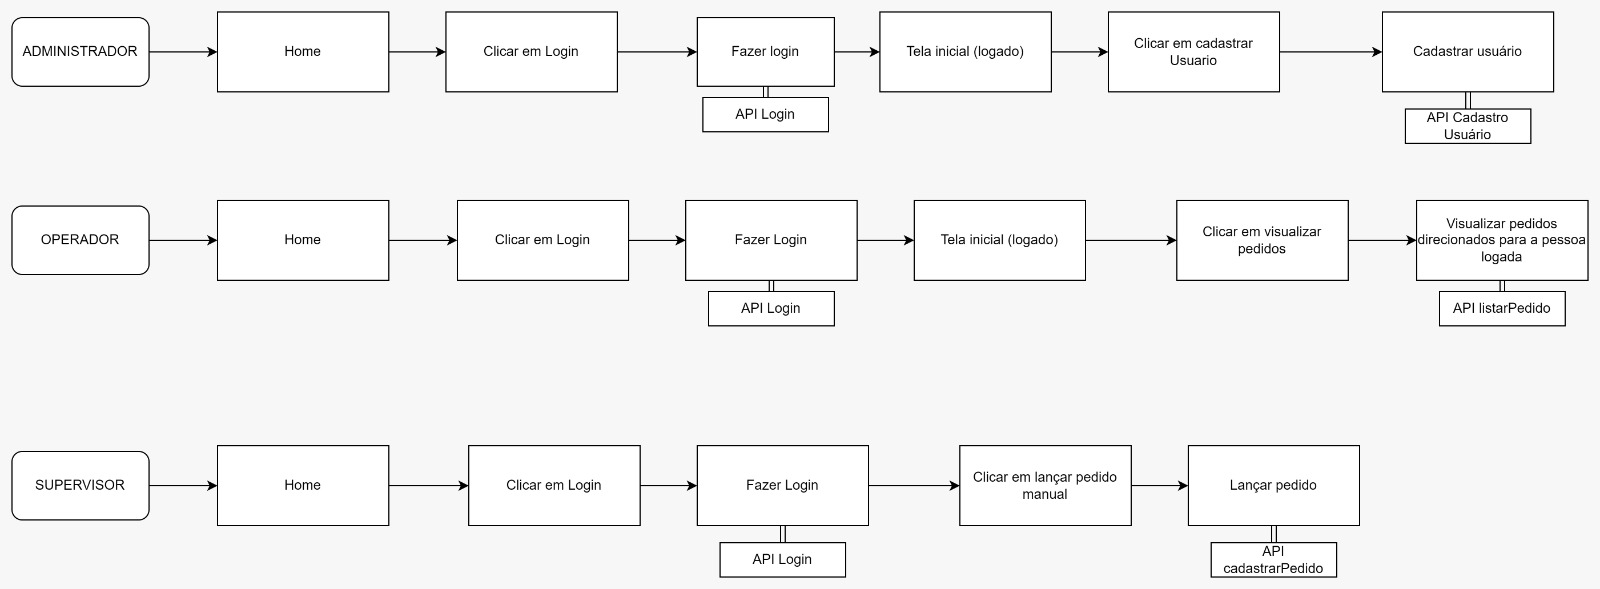 ADMINISTRADOR
Home
Clicar em Login
Fazer login
API Login
Tela inicial (logado)
Clicar em cadastrar
Usuario
Cadastrar usuário
API Cadastro
Usuário
OPERADOR
Home
Clicar em Login
Fazer Login
API Login
Tela inicial (logado)
Clicar em visualizar
pedidos
Visualizar pedidos
direcionados para a pessoa
logada
API listarPedido
SUPERVISOR
Home
Clicar em Login
Fazer Login
API Login
Clicar em lançar pedido
manual
Lançar pedido
API
cadastrarPedido